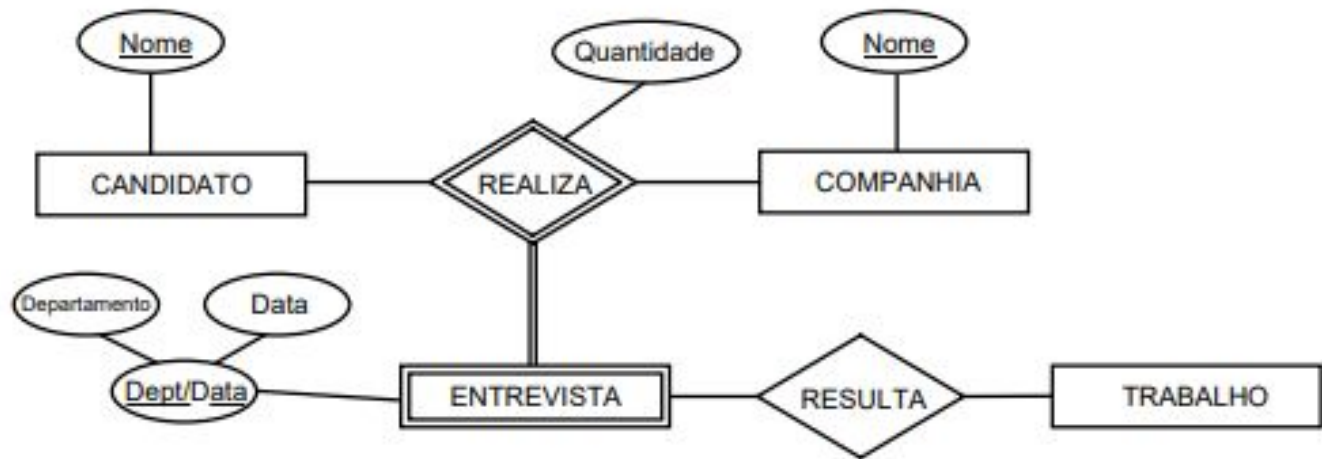 Nome
Quantidade
Nome
CANDIDATO
REALIZA
COMPANHIA
Departamento
Data
Dept/Data
ENTREVISTA
RESULTA
TRABALHO